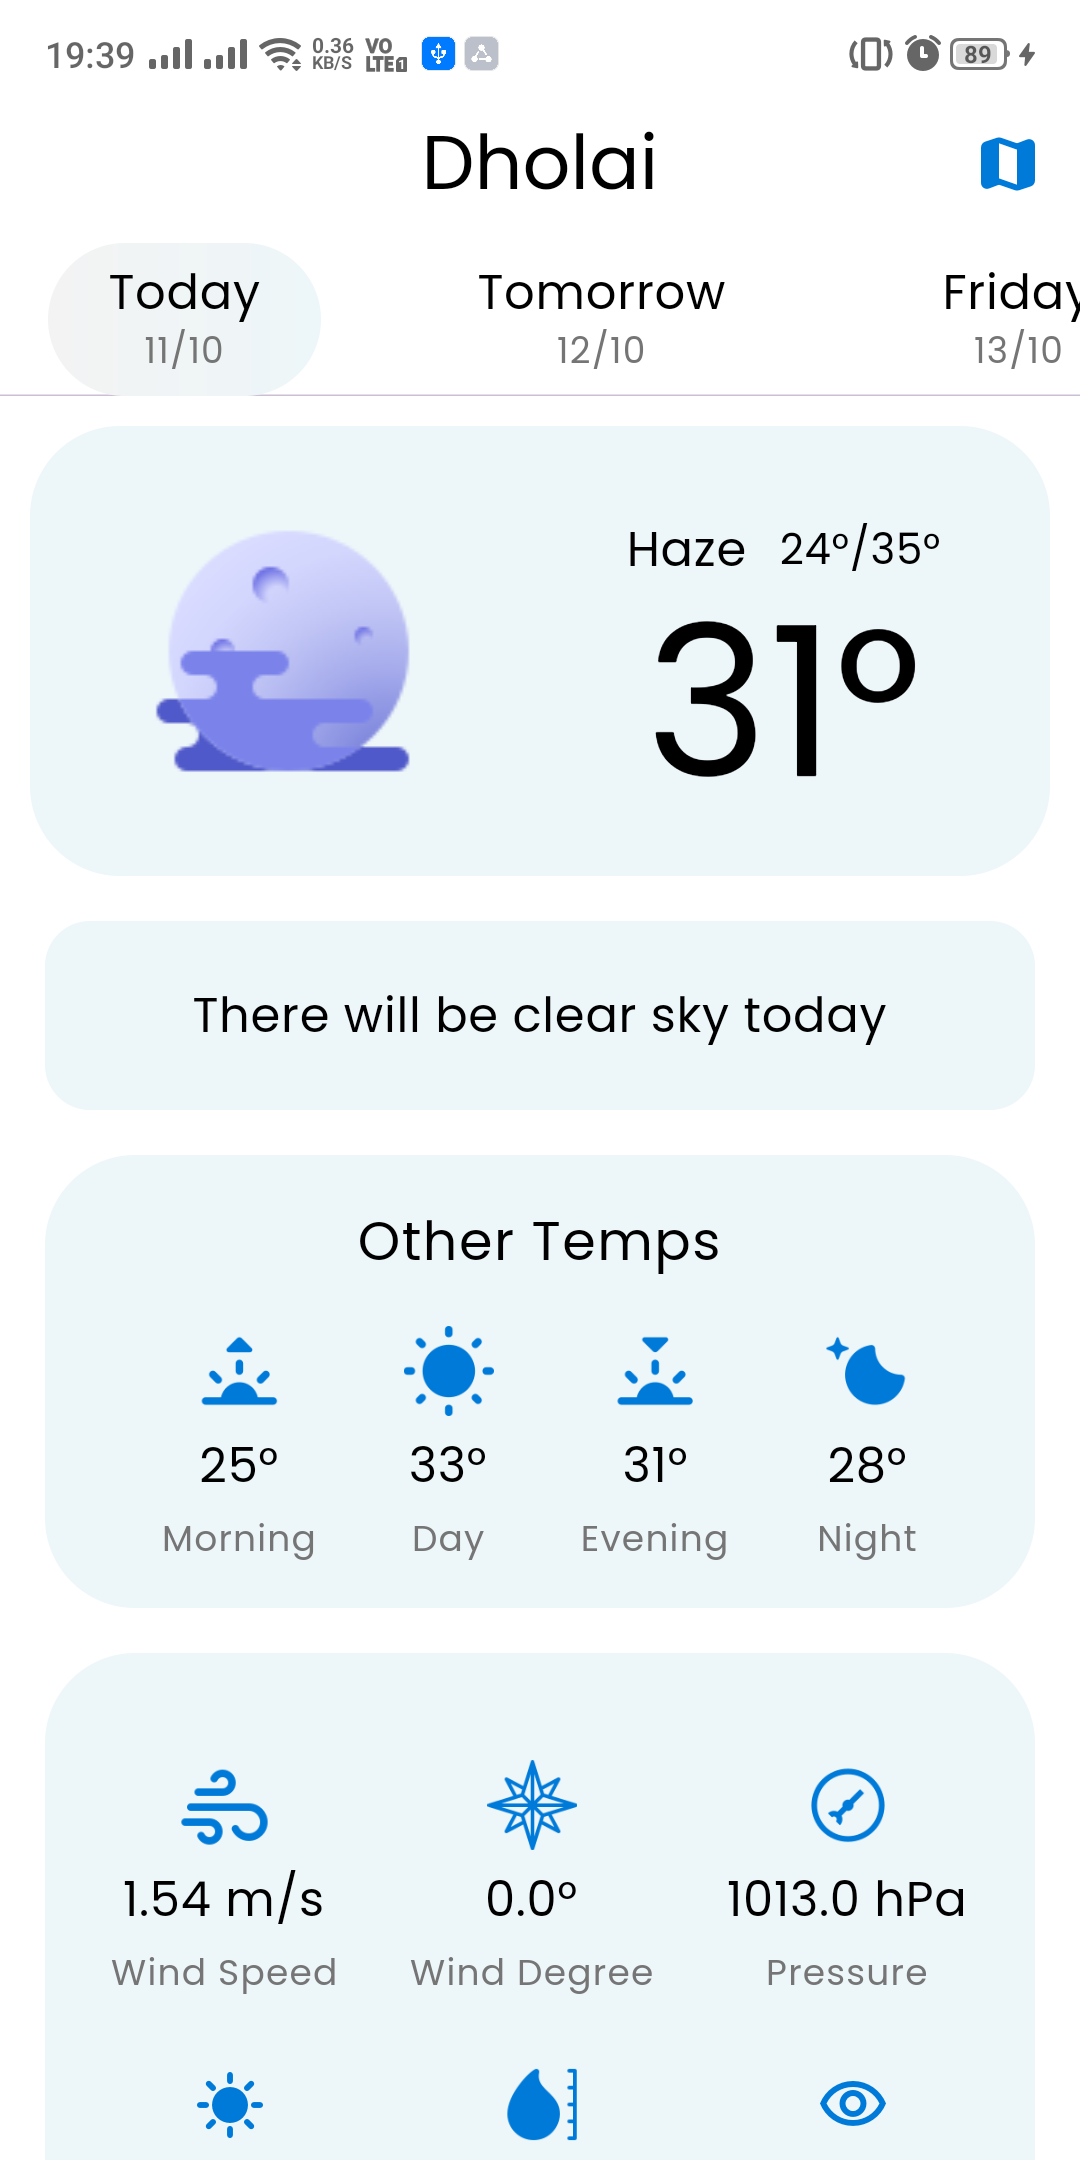 19:39 0.36 KB/S VO LTE1 89
Dholai
Today Tomorrow Friday
11/10 12/10 13/10
Haze 24°/35°
31°
There will be clear sky today
Other Temps
25° 33° 31° 28°
Morning Day Evening Night
1.54 m/s 0.0° 1013.0 hPa
Wind Speed Wind Degree Pressure